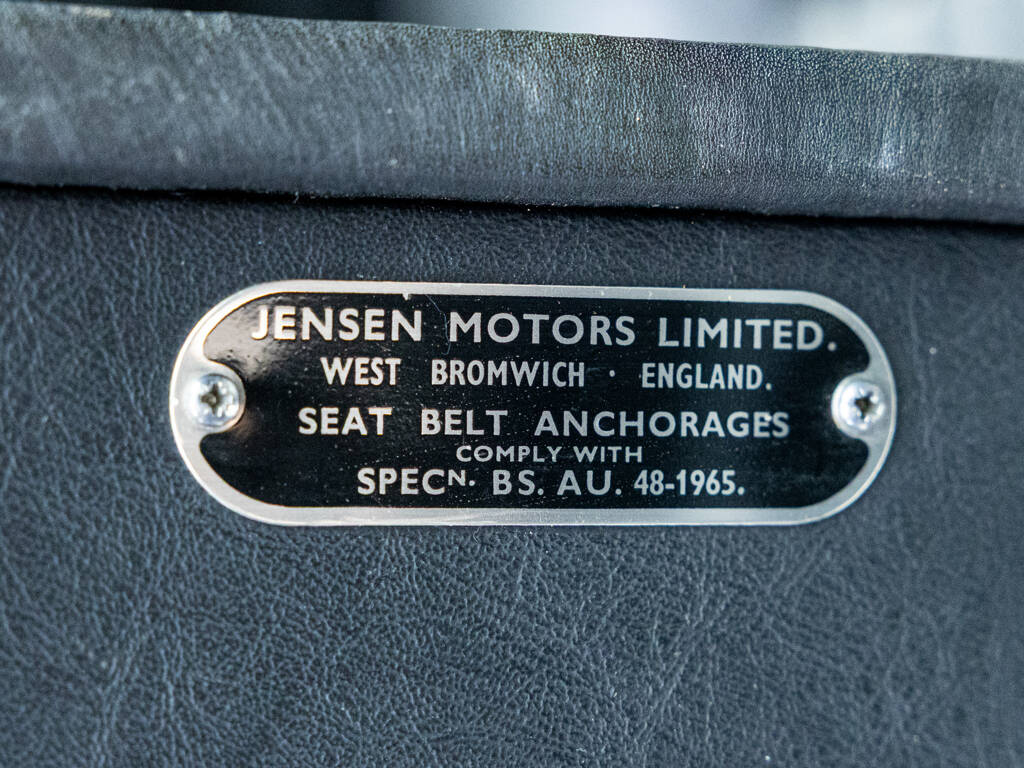 JENSEN MOTORS LIMITED.
WEST BROMWICH · ENGLAND.
SEAT BELT ANCHORAGES
COMPLY WITH
SPECᴺ. BS. AU. 48-1965.